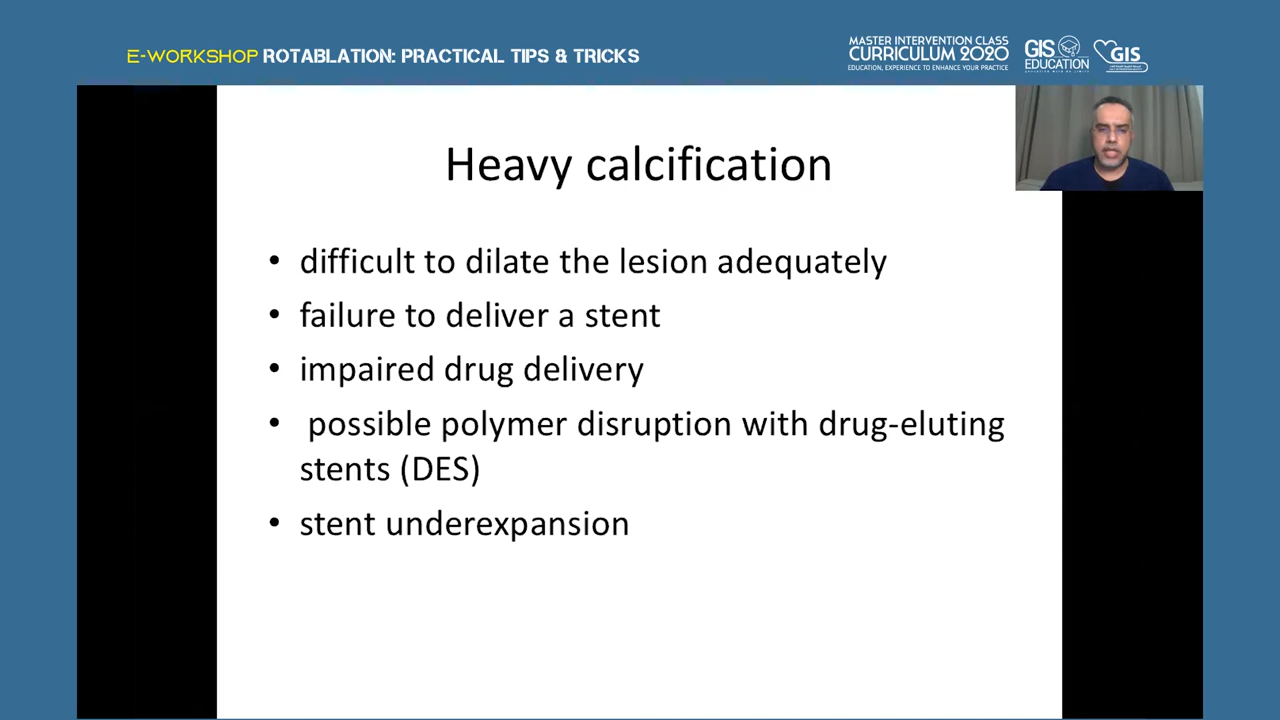 E-WORKSHOP ROTABLATION: PRACTICAL TIPS & TRICKS
MASTER INTERVENTION CLASS
CURRICULUM 2020
EDUCATION, EXPERIENCE TO ENHANCE YOUR PRACTICE
GIS
EDUCATION
GIS
Heavy calcification
• difficult to dilate the lesion adequately
• failure to deliver a stent
• impaired drug delivery
• possible polymer disruption with drug-eluting
stents (DES)
• stent underexpansion